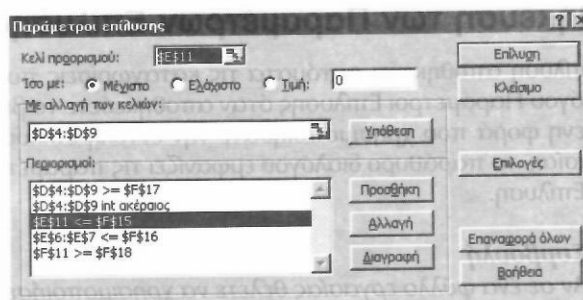 Παράμετροι επίλυσης
Κελί προορισμού: $E$11
Ίσο με: Μέγιστο Ελάχιστο Τιμή: 0
Με αλλαγή των κελιών:
$D$4:$D$9 Υπόθεση
Περιορισμοί:
$D$4:$D$9 >= $F$17
$D$4:$D$9 int ακέραιος
$E$11 <= $F$15
$E$6:$E$7 <= $F$16
$F$11 >= $F$18
Προσθήκη
Αλλαγή
Διαγραφή
Επίλυση
Κλείσιμο
Επιλογές
Επαναφορά όλων
Βοήθεια